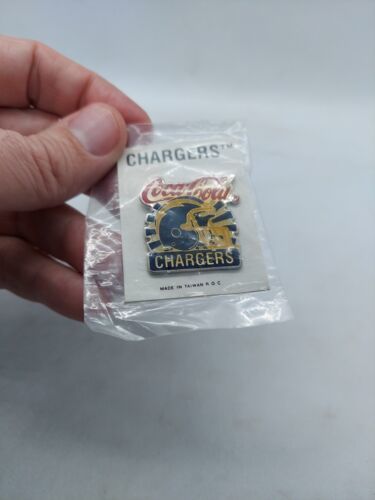 CHARGERS™
Coca-Cola
CHARGERS
MADE IN TAIWAN R O C